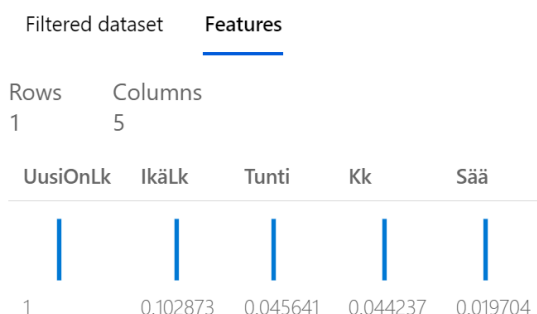 Filtered dataset Features
Rows Columns
1 5
UusiOnLk IkäLk Tunti Kk Sää
1 0.102873 0.045641 0.044237 0.019704